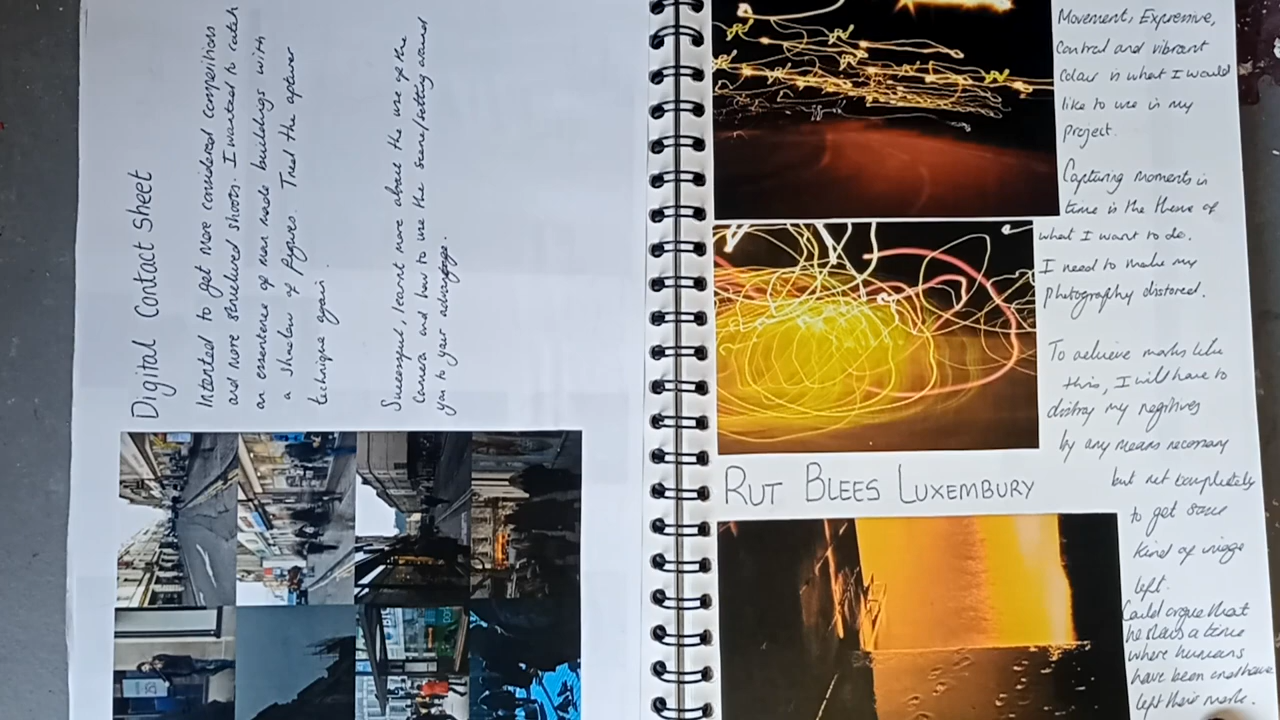 Digital Contact Sheet
Intented to get more considered compositions
and more structured shoots. I wanted to catch
an essentence of man made buildings with
a shadow of figures. Tried the apture
technique again.
Successful, learnt more about the use of the
camera and how to use the scene/setting around
you to your advantage.
Movement, Expressive,
Control and vibrant
colour is what I would
like to use in my
project.
Capturing moments in
time is the theme of
what I want to do.
I need to make my
photography distored.
To achieve marks like
this, I will have to
distroy my negitives
by any means necessary
but not completely
to get some
kind of image
left.
Could argue that
he shows a time
where humans
have been and have
left their mark.
RUT BLEES LUXEMBURY